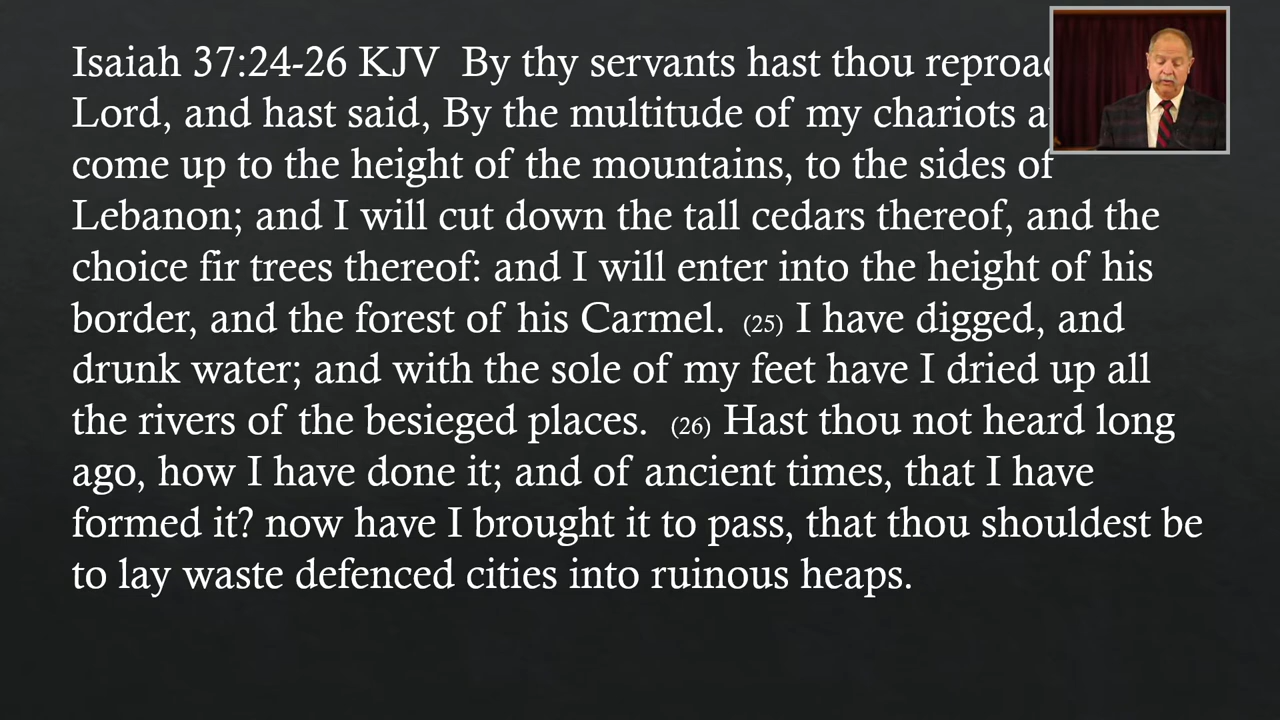 Isaiah 37:24-26 KJV By thy servants hast thou
Lord, and hast said, By the multitude of my chariots
come up to the height of the mountains, to the sides of
Lebanon; and I will cut down the tall cedars thereof, and the
choice fir trees thereof: and I will enter into the height of his
border, and the forest of his Carmel. (25) I have digged, and
drunk water; and with the sole of my feet have I dried up all
the rivers of the besieged places. (26) Hast thou not heard long
ago, how I have done it; and of ancient times, that I have
formed it? now have I brought it to pass, that thou shouldest be
to lay waste defenced cities into ruinous heaps.